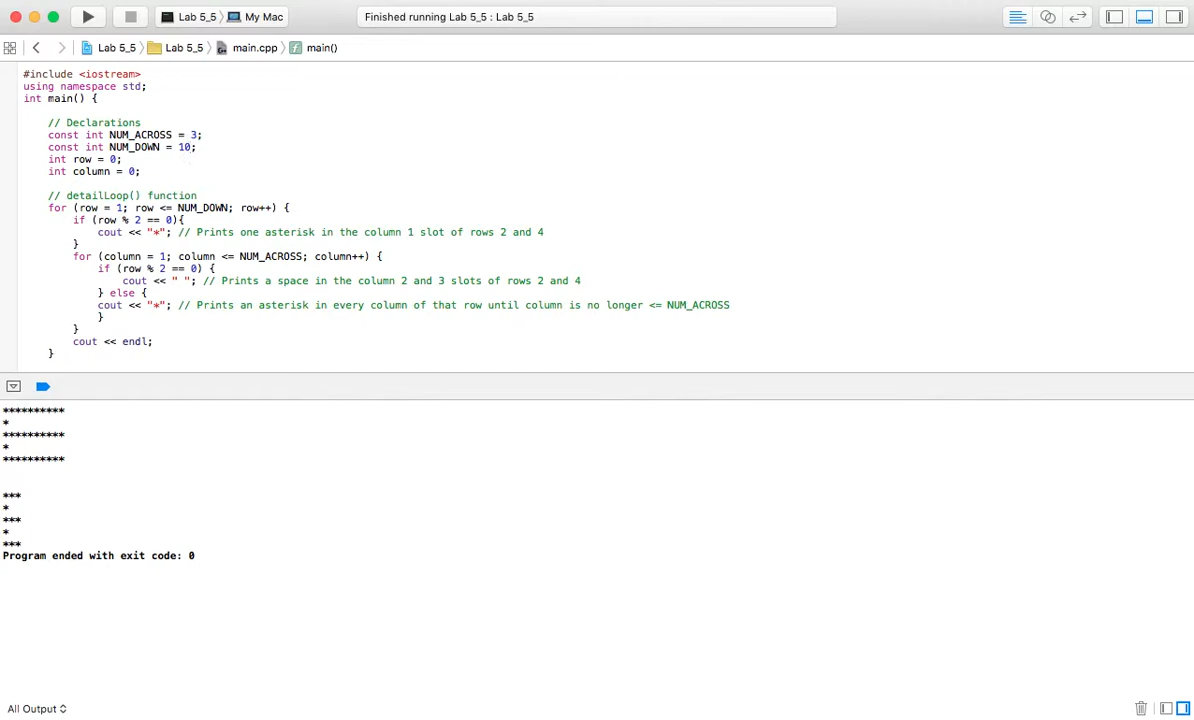 Lab 5_5 My Mac Finished running Lab 5_5 : Lab 5_5
Lab 5_5 Lab 5_5 main.cpp main()
#include <iostream>
using namespace std;
int main() {
// Declarations
const int NUM_ACROSS = 3;
const int NUM_DOWN = 10;
int row = 0;
int column = 0;
// detailLoop() function
for (row = 1; row <= NUM_DOWN; row++) {
if (row % 2 == 0){
cout << "*"; // Prints one asterisk in the column 1 slot of rows 2 and 4
}
for (column = 1; column <= NUM_ACROSS; column++) {
if (row % 2 == 0) {
cout << " "; // Prints a space in the column 2 and 3 slots of rows 2 and 4
} else {
cout << "*"; // Prints an asterisk in every column of that row until column is no longer <= NUM_ACROSS
}
}
cout << endl;
}
**********
*
**********
*
**********
***
*
***
*
***
Program ended with exit code: 0
All Output